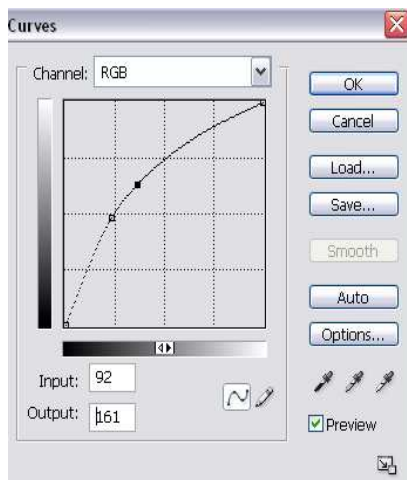 Curves
Channel: RGB
OK
Cancel
Load...
Save...
Smooth
Auto
Options...
Input: 92
Output: 161
Preview